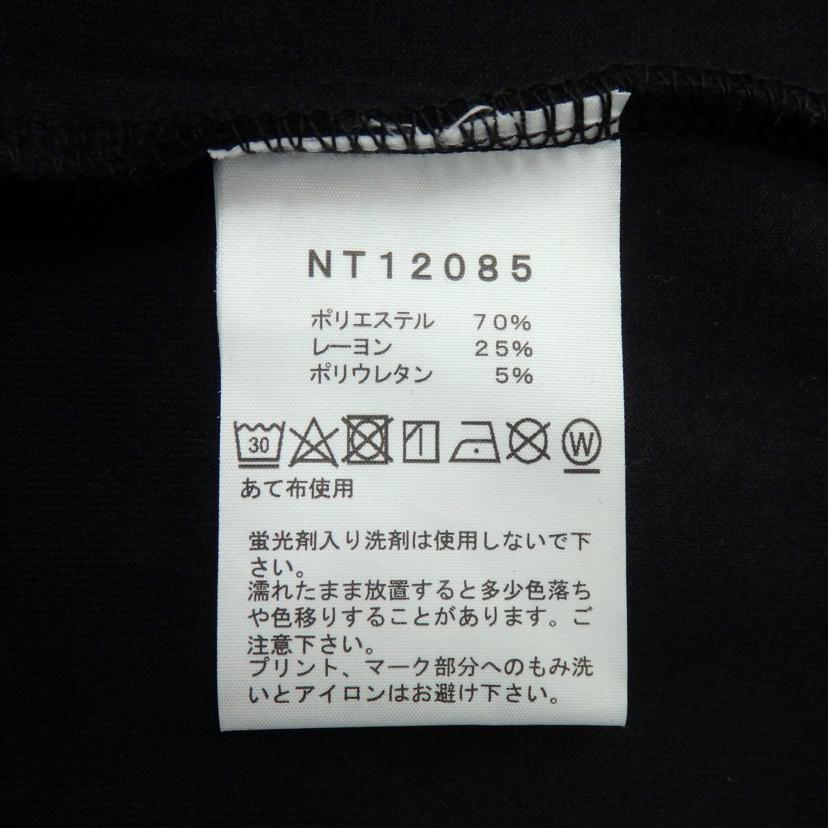 NT12085
ポリエステル 70%
レーヨン 25%
ポリウレタン 5%
30 W
あて布使用
蛍光剤入り洗剤は使用しないで下
さい。
濡れたまま放置すると多少色落ち
や色移りすることがあります。ご
注意下さい。
プリント、マーク部分へのもみ洗
いとアイロンはお避け下さい。